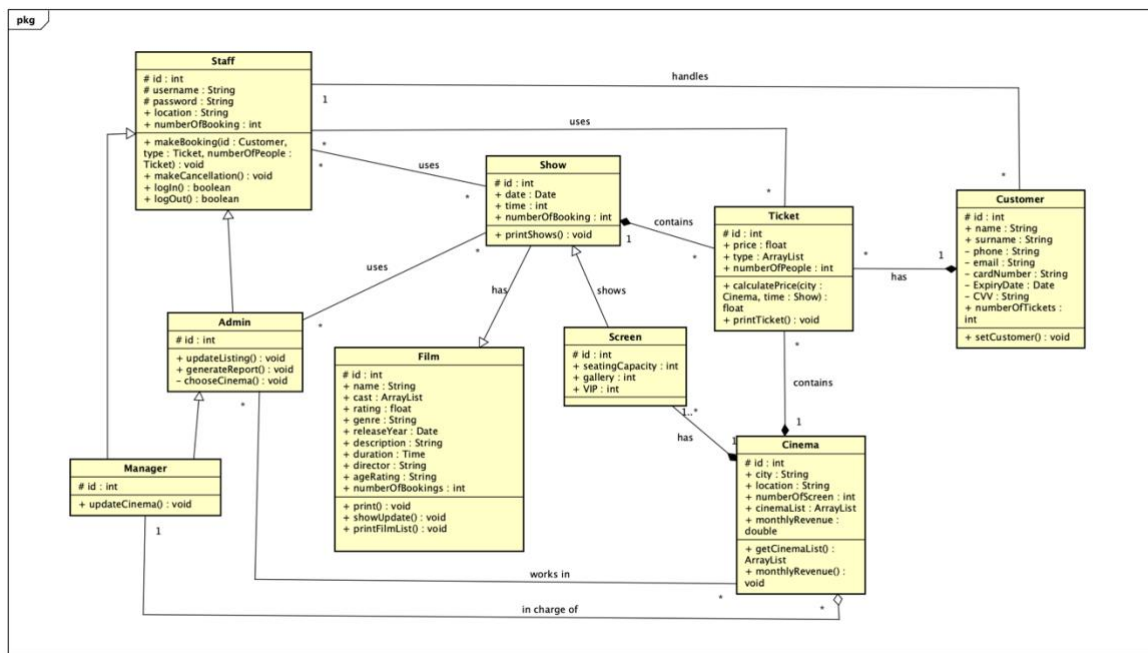 pkg
Staff
# id : int
# username : String
# password : String
+ location : String
+ numberOfBooking : int
+ makeBooking(id : Customer,
type : Ticket, numberOfPeople :
Ticket) : void
+ makeCancellation() : void
+ logIn() : boolean
+ logOut() : boolean
handles
1
*
uses
*
*
uses
*
*
Show
# id : int
+ date : Date
+ time : int
+ numberOfBooking : int
+ printShows() : void
contains
1
*
Ticket
# id : int
+ price : float
+ type : ArrayList
+ numberOfPeople : int
+ calculatePrice(city :
Cinema, time : Show) :
float
+ printTicket() : void
*
has
1
Customer
# id : int
+ name : String
+ surname : String
– phone : String
– email : String
– cardNumber : String
– ExpiryDate : Date
– CVV : String
+ numberOfTickets :
int
+ setCustomer() : void
uses
*
*
has
shows
Admin
# id : int
+ updateListing() : void
+ generateReport() : void
– chooseCinema() : void
Film
# id : int
+ name : String
+ cast : ArrayList
+ rating : float
+ genre : String
+ releaseYear : Date
+ description : String
+ duration : Time
+ director : String
+ ageRating : String
+ numberOfBookings : int
+ print() : void
+ showUpdate() : void
+ printFilmList() : void
Screen
# id : int
+ seatingCapacity : int
+ gallery : int
+ VIP : int
1..*
has
1
*
contains
1
Cinema
# id : int
+ city : String
+ location : String
+ numberOfScreen : int
+ cinemaList : ArrayList
+ monthlyRevenue :
double
+ getCinemaList() :
ArrayList
+ monthlyRevenue() :
void
Manager
# id : int
+ updateCinema() : void
*
works in
*
1
in charge of
*